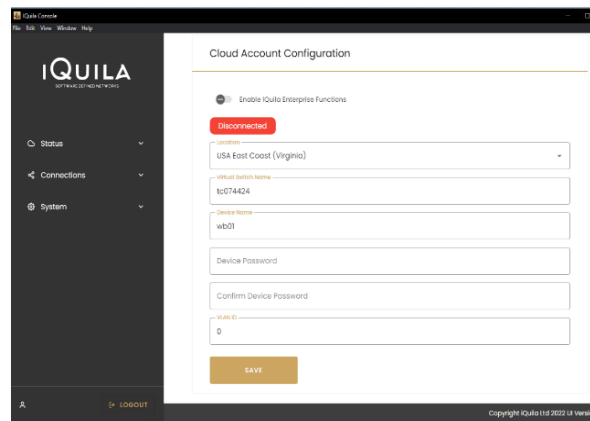 iQuila Console
File Edit View Window Help
IQUILA
SOFTWARE DEFINED NETWORKS
Status
Connections
System
LOGOUT
Cloud Account Configuration
Enable iQuila Enterprise Functions
Disconnected
Location
USA East Coast (Virginia)
Virtual Switch Name
tc074424
Device Name
wb01
Device Password
Confirm Device Password
VLAN ID
0
SAVE
Copyright iQuila Ltd 2022 UI Versi